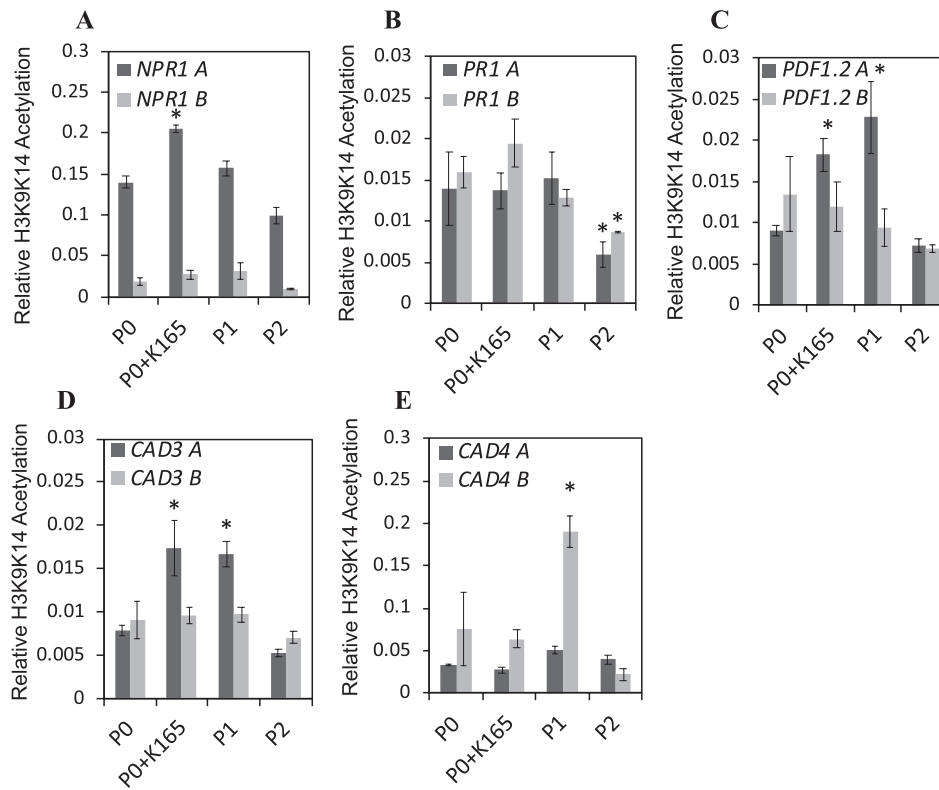 A
Relative H3K9K14 Acetylation
0.3
0.25
0.2
0.15
0.1
0.05
0
NPR1 A
NPR1 B
*
P0
P0+K165
P1
P2
B
Relative H3K9K14 Acetylation
0.03
0.025
0.02
0.015
0.01
0.005
0
PR1 A
PR1 B
* *
P0
P0+K165
P1
P2
C
Relative H3K9K14 Acetylation
0.03
0.025
0.02
0.015
0.01
0.005
0
PDF1.2 A *
PDF1.2 B
*
P0
P0+K165
P1
P2
D
Relative H3K9K14 Acetylation
0.03
0.025
0.02
0.015
0.01
0.005
0
CAD3 A
CAD3 B
* *
P0
P0+K165
P1
P2
E
Relative H3K9K14 Acetylation
0.3
0.25
0.2
0.15
0.1
0.05
0
CAD4 A
CAD4 B
*
P0
P0+K165
P1
P2